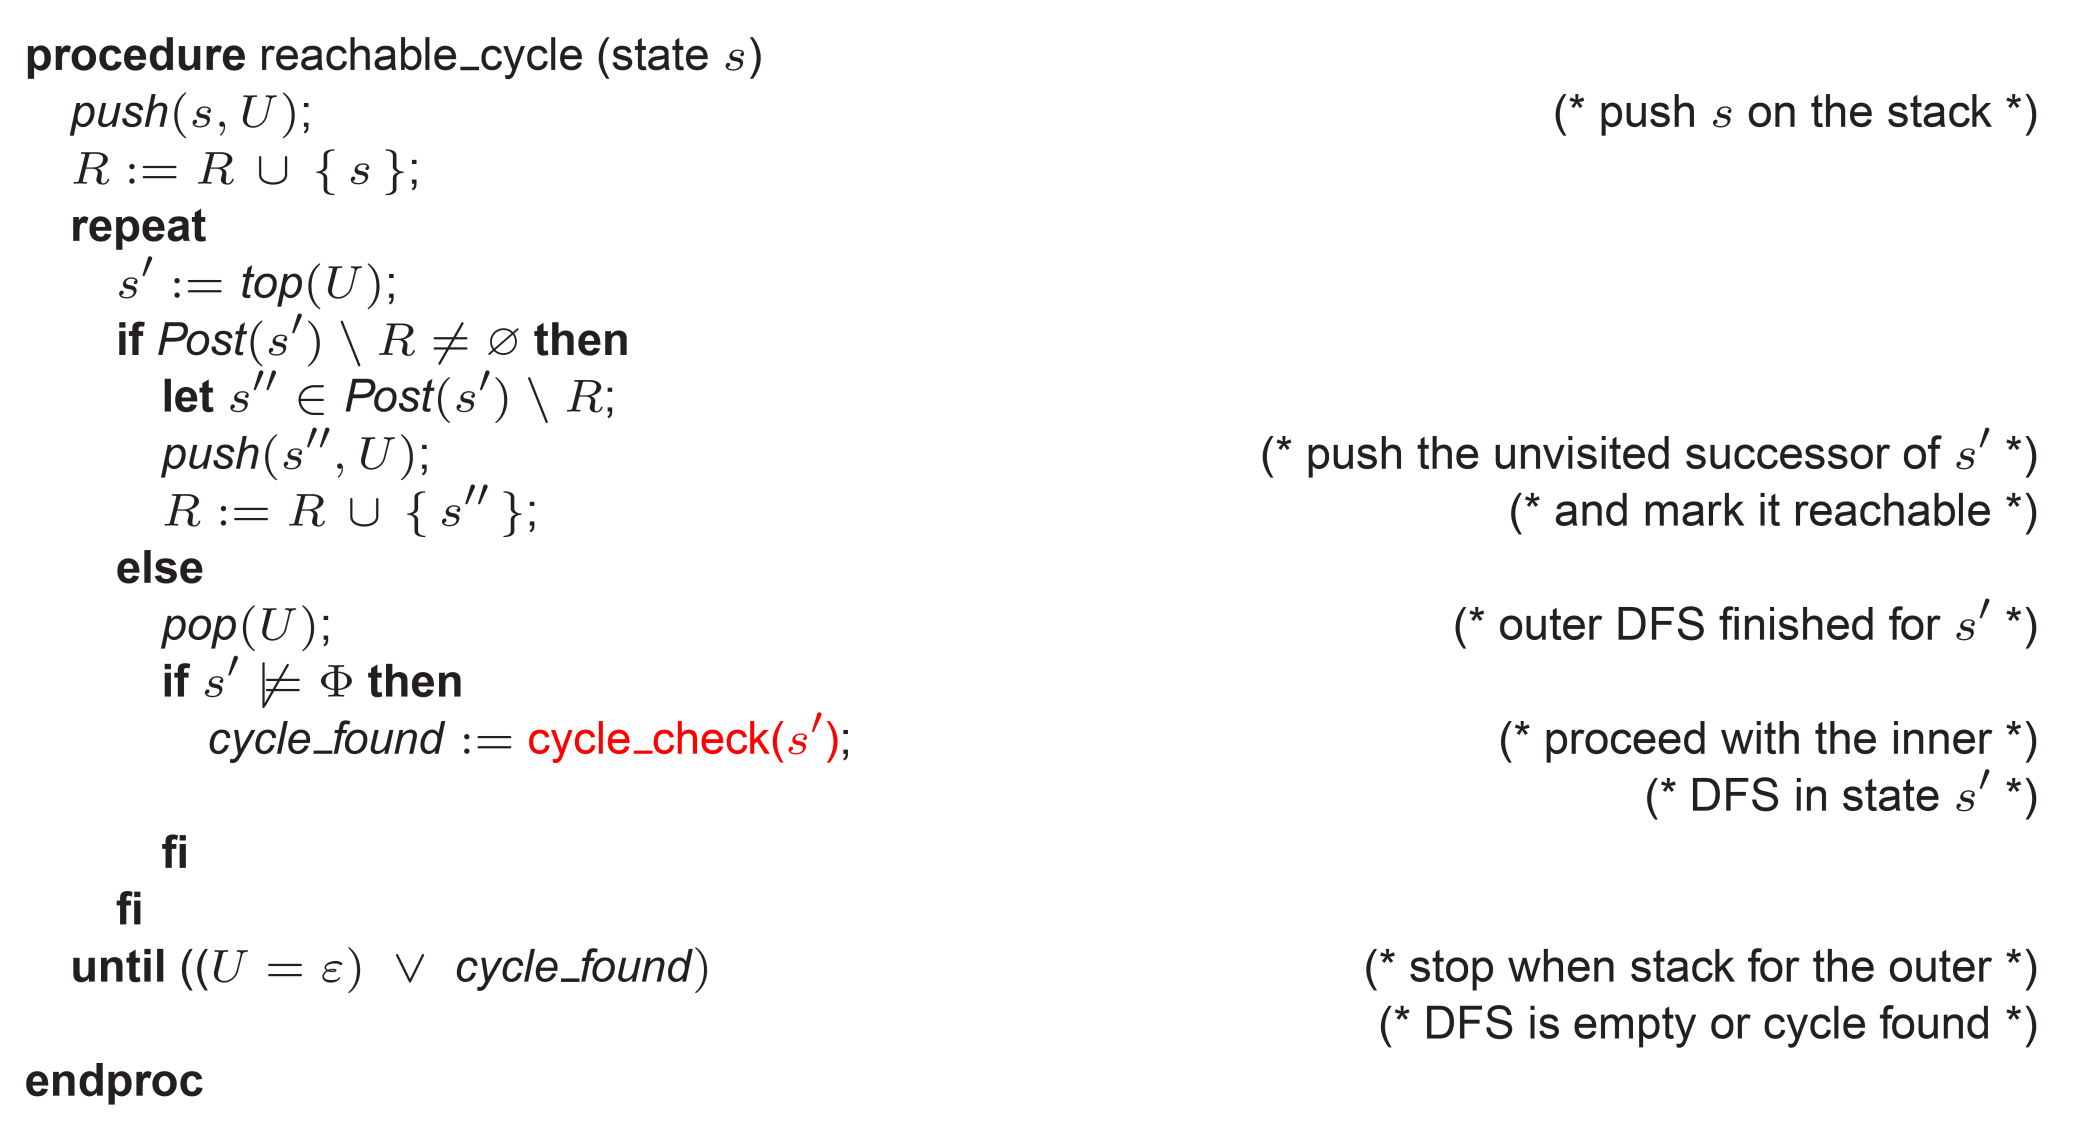 procedure reachable_cycle (state s)
push(s, U); (* push s on the stack *)
R := R ∪ { s };
repeat
s′ := top(U);
if Post(s′) \ R ≠ ∅ then
let s′′ ∈ Post(s′) \ R;
push(s′′, U); (* push the unvisited successor of s′ *)
R := R ∪ { s′′ }; (* and mark it reachable *)
else
pop(U); (* outer DFS finished for s′ *)
if s′ ⊭ Φ then
cycle_found := cycle_check(s′); (* proceed with the inner *)
(* DFS in state s′ *)
fi
fi
until ((U = ε) ∨ cycle_found) (* stop when stack for the outer *)
(* DFS is empty or cycle found *)
endproc